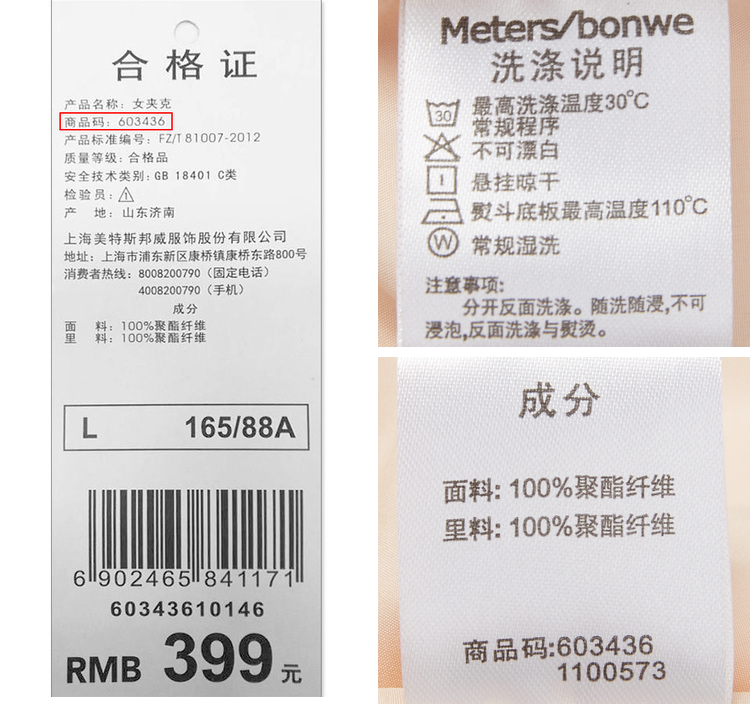 合格证
产品名称：女夹克
商品码：603436
产品标准编号：FZ/T 81007-2012
质量等级：合格品
安全技术类别：GB 18401 C类
检验员：
产 地：山东济南
上海美特斯邦威服饰股份有限公司
地址：上海市浦东新区康桥镇康桥东路800号
消费者热线：8008200790（固定电话）
4008200790（手机）
成分
面 料：100%聚酯纤维
里 料：100%聚酯纤维
L 165/88A
6 902465 841171
60343610146
RMB 399元
Meters/bonwe
洗涤说明
30 最高洗涤温度30℃
常规程序
不可漂白
悬挂晾干
熨斗底板最高温度110℃
W 常规湿洗
注意事项:
分开反面洗涤。随洗随浸,不可
浸泡,反面洗涤与熨烫。
成分
面料: 100%聚酯纤维
里料: 100%聚酯纤维
商品码:603436
1100573